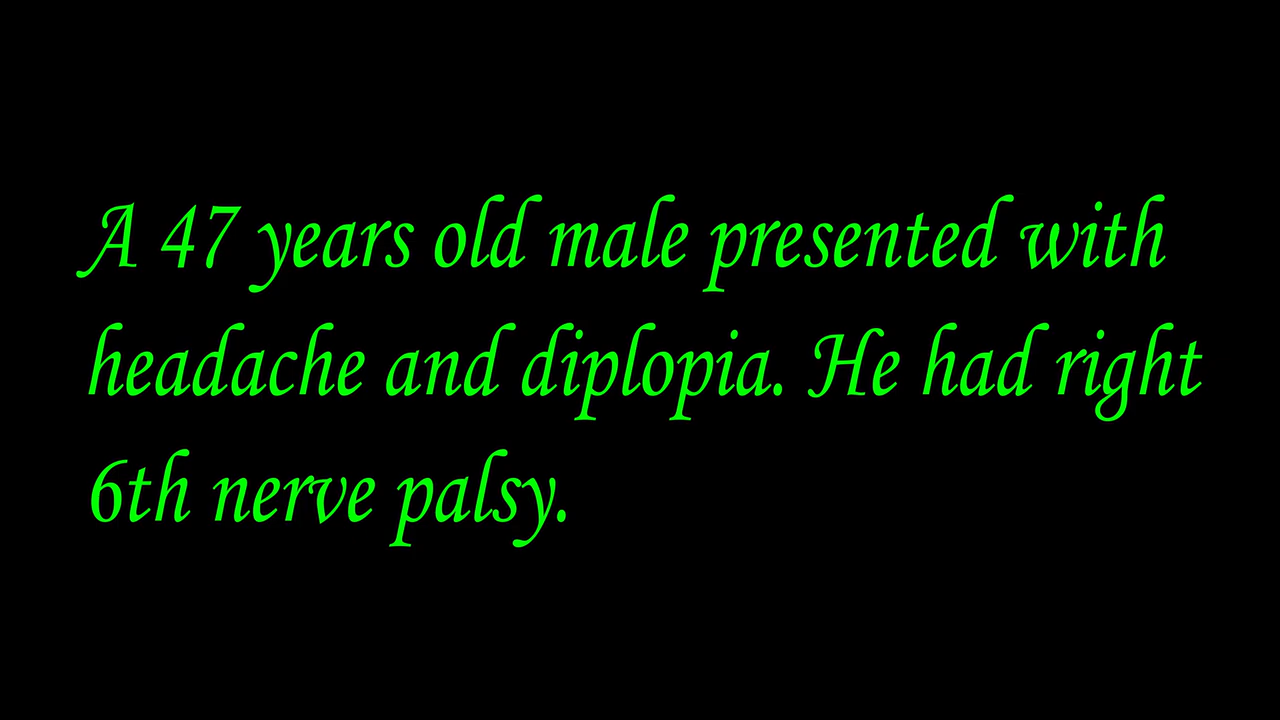 A 47 years old male presented with
headache and diplopia. He had right
6th nerve palsy.